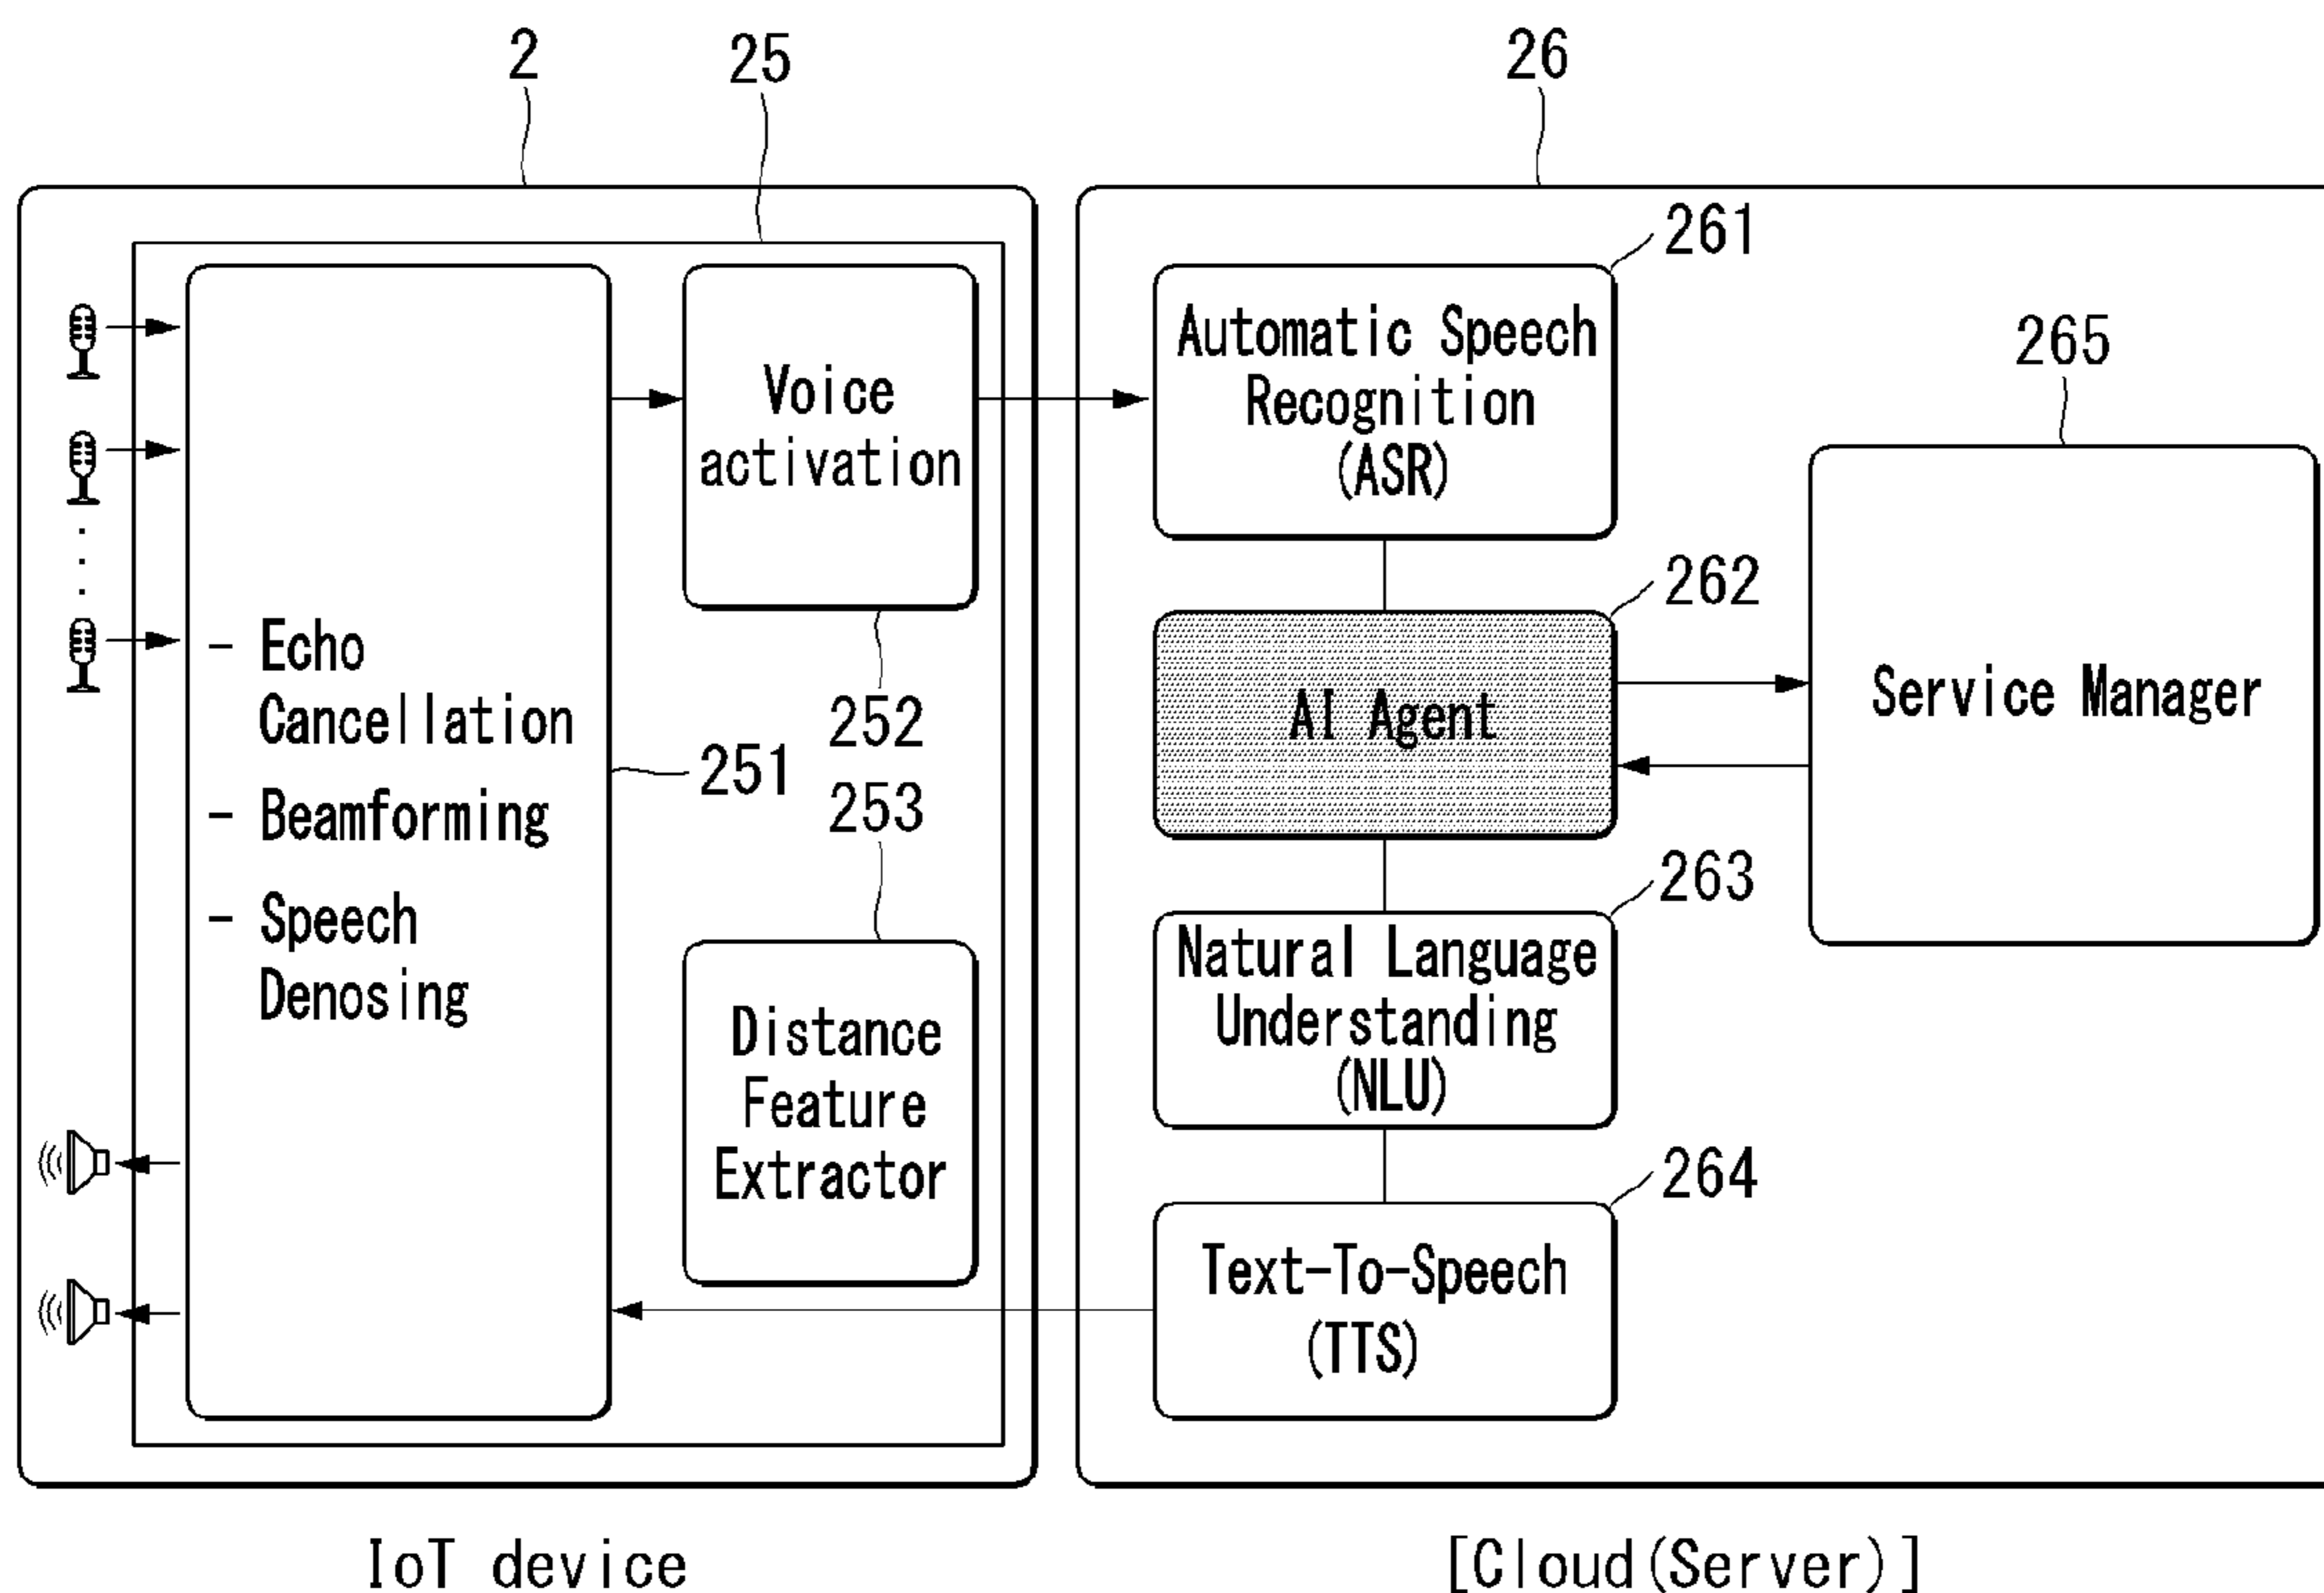 2
25
26
261
Automatic Speech
Recognition
(ASR)
265
Voice
activation
262
- Echo
Cancellation
252
AI Agent
Service Manager
251
253
- Beamforming
263
- Speech
Denosing
Natural Language
Understanding
(NLU)
Distance
Feature
Extractor
264
Text-To-Speech
(TTS)
IoT device
[Cloud(Server)]